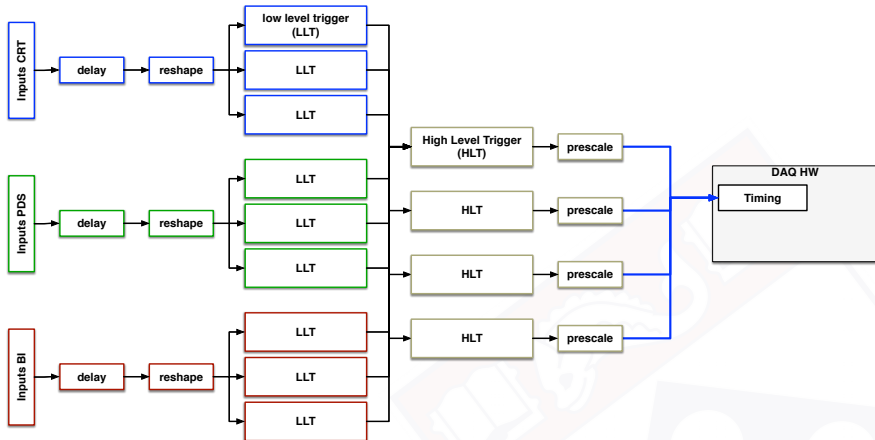 Inputs CRT
delay
reshape
low level trigger
(LLT)
LLT
LLT
Inputs PDS
delay
reshape
LLT
LLT
LLT
Inputs BI
delay
reshape
LLT
LLT
LLT
High Level Trigger
(HLT)
prescale
HLT
prescale
HLT
prescale
HLT
prescale
DAQ HW
Timing